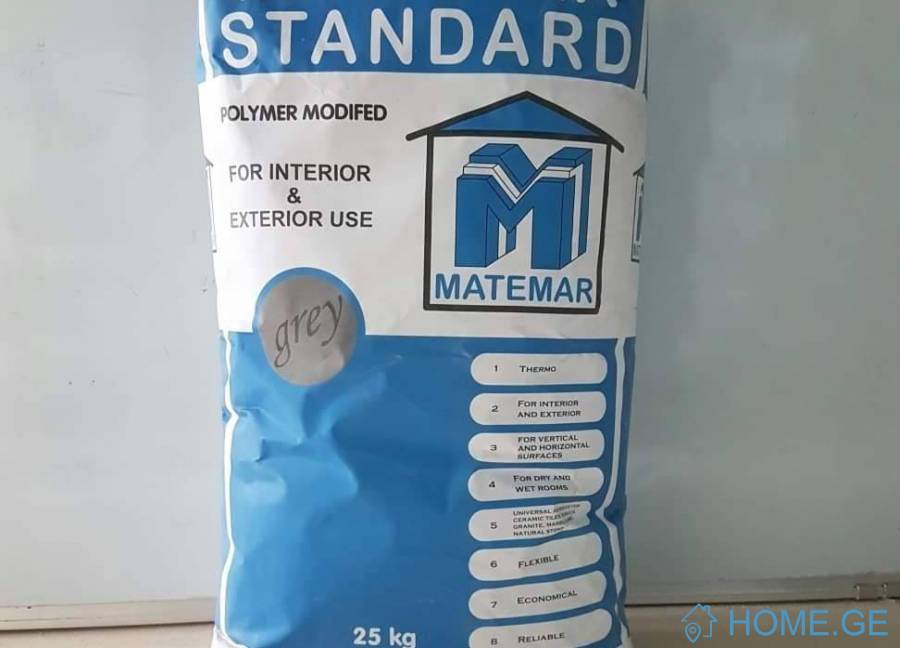 STANDARD
POLYMER MODIFED
FOR INTERIOR
&
EXTERIOR USE
MATEMAR
grey
1 THERMO
2 FOR INTERIOR
AND EXTERIOR
3 FOR VERTICAL
AND HORIZONTAL
SURFACES
4 FOR DRY AND
WET ROOMS
5 UNIVERSAL
CERAMIC TILES
GRANITE,
NATURAL
6 FLEXIBLE
7 ECONOMICAL
8 RELIABLE
25 kg
HOME.GE